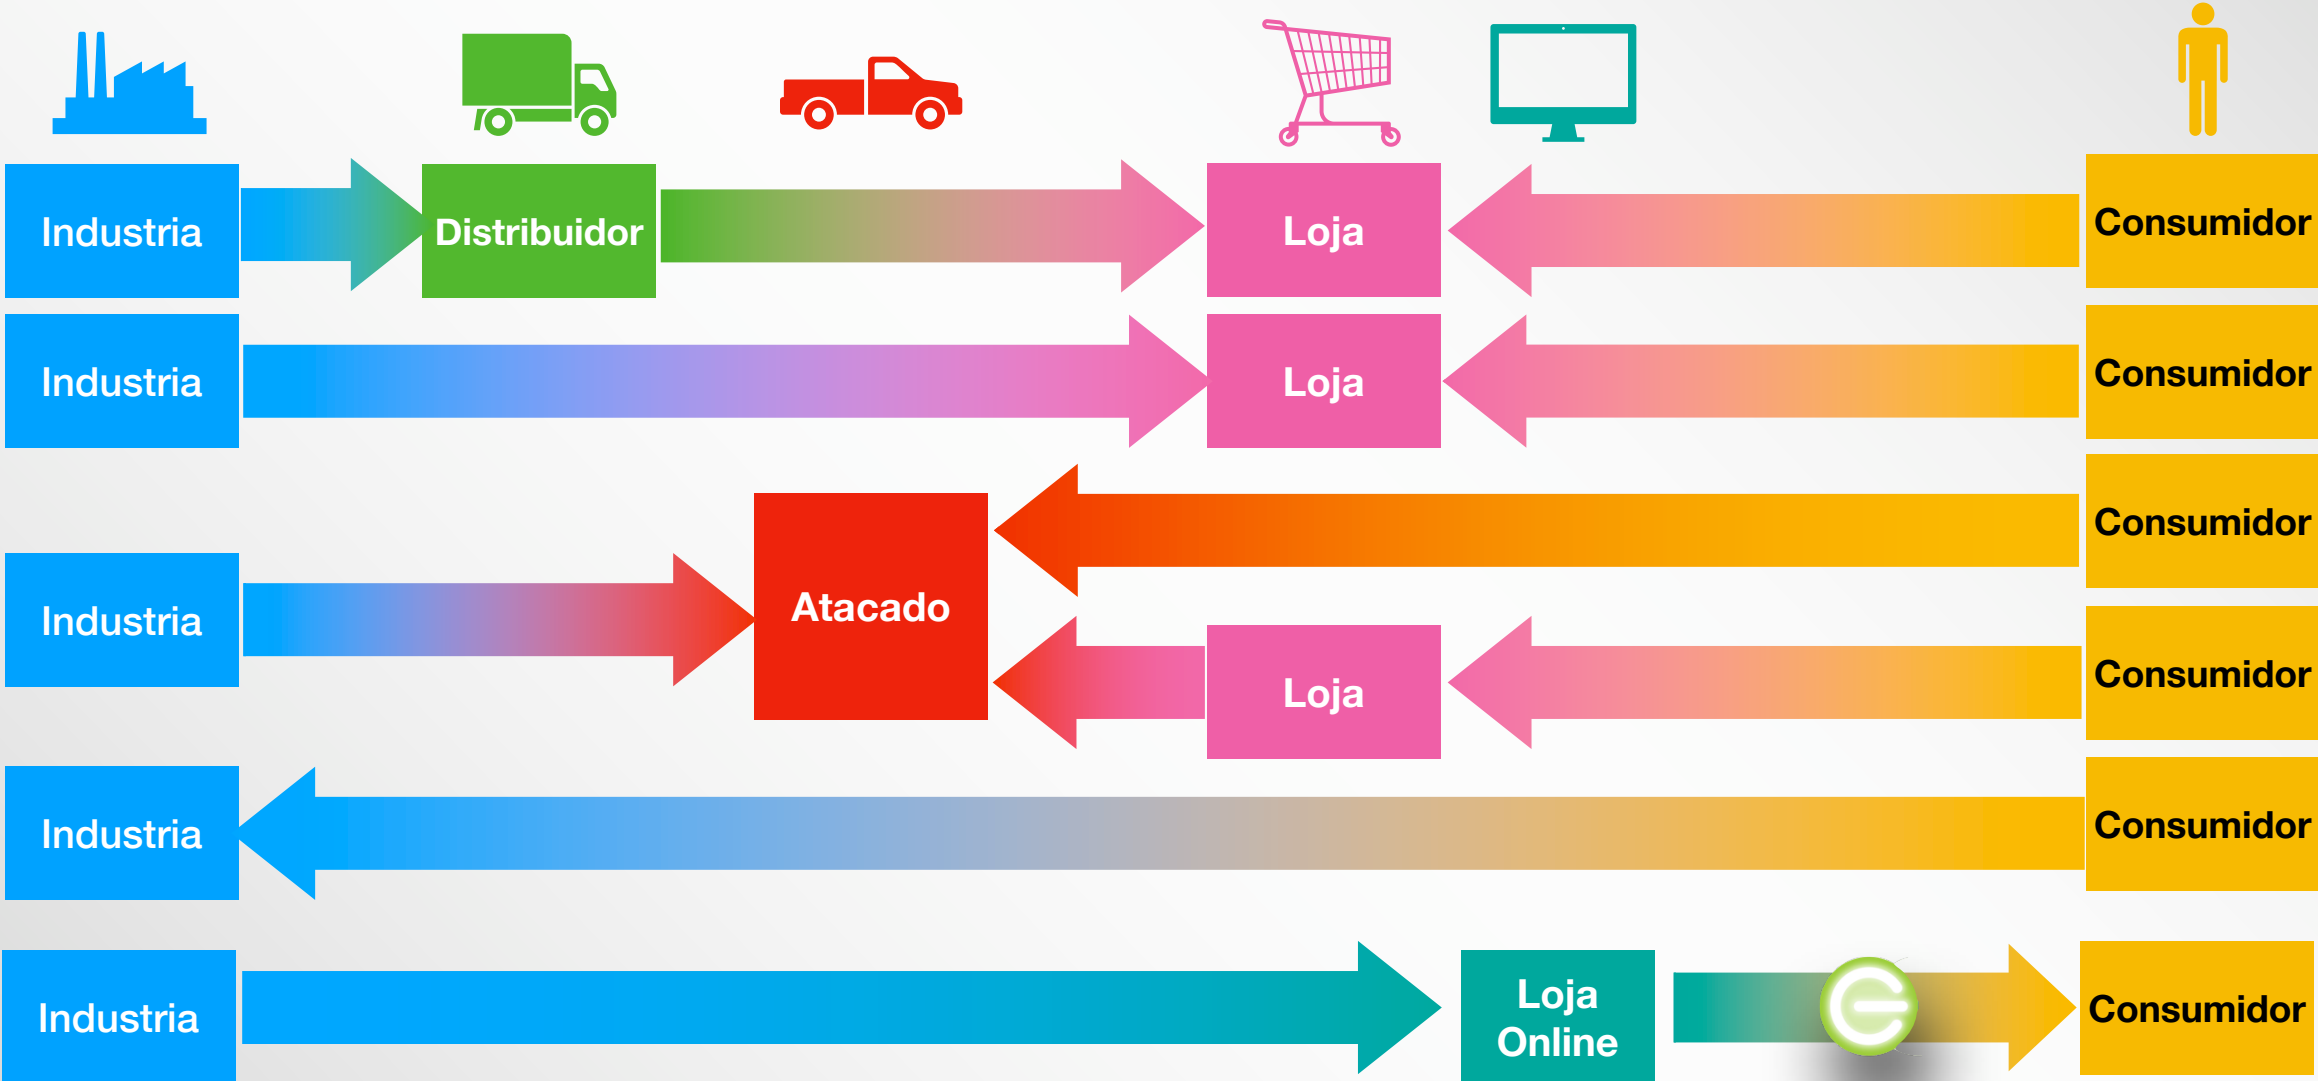 Industria
Distribuidor
Loja
Consumidor
Industria
Loja
Consumidor
Consumidor
Industria
Atacado
Loja
Consumidor
Industria
Consumidor
Industria
Loja
Online
Consumidor